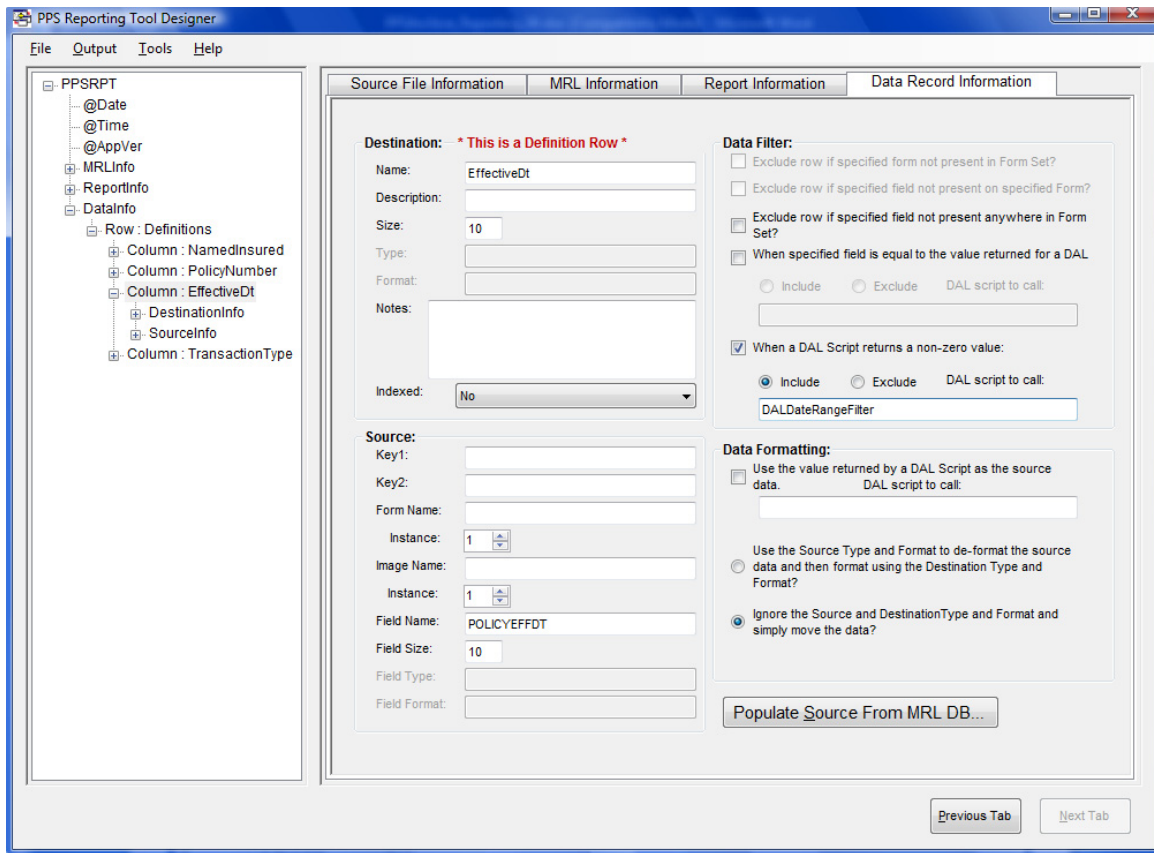 PPS Reporting Tool Designer
File Output Tools Help
PPSRPT
@Date
@Time
@AppVer
MRLInfo
ReportInfo
DataInfo
Row : Definitions
Column : NamedInsured
Column : PolicyNumber
Column : EffectiveDt
DestinationInfo
SourceInfo
Column : TransactionType
Source File Information
MRL Information
Report Information
Data Record Information
Destination: * This is a Definition Row *
Name: EffectiveDt
Description:
Size: 10
Type:
Format:
Notes:
Indexed: No
Source:
Key1:
Key2:
Form Name:
Instance: 1
Image Name:
Instance: 1
Field Name: POLICYEFFDT
Field Size: 10
Field Type:
Field Format:
Data Filter:
Exclude row if specified form not present in Form Set?
Exclude row if specified field not present on specified Form?
Exclude row if specified field not present anywhere in Form
Set?
When specified field is equal to the value returned for a DAL
Include Exclude DAL script to call:
When a DAL Script returns a non-zero value:
Include Exclude DAL script to call:
DALDateRangeFilter
Data Formatting:
Use the value returned by a DAL Script as the source
data. DAL script to call:
Use the Source Type and Format to de-format the source
data and then format using the Destination Type and
Format?
Ignore the Source and DestinationType and Format and
simply move the data?
Populate Source From MRL DB...
Previous Tab
Next Tab